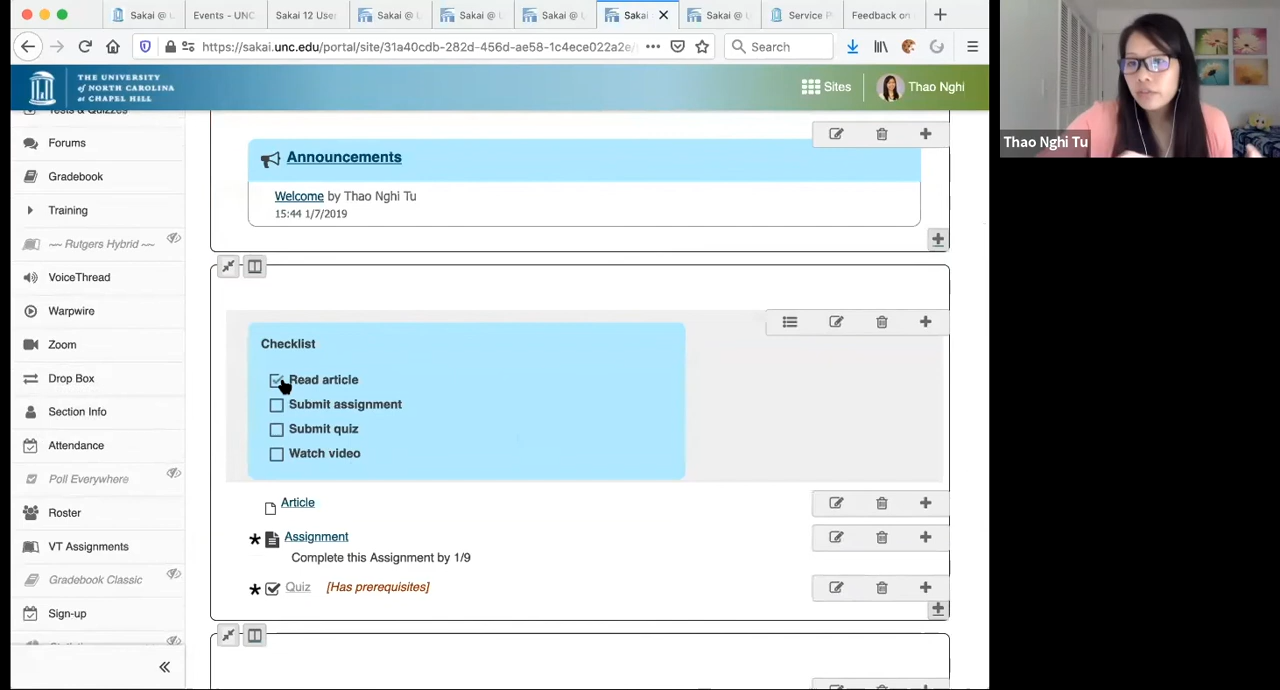 Sakai @ U
Events - UNC
Sakai 12 User
Sakai @ U
Sakai @ U
Sakai @ U
Sakai
Sakai @ U
Service P
Feedback on
https://sakai.unc.edu/portal/site/31a40cdb-282d-456d-ae58-1c4ece022a2e/
Search
THE UNIVERSITY
of NORTH CAROLINA
at CHAPEL HILL
Sites
Thao Nghi
Thao Nghi Tu
Tests & Quizzes
Forums
Gradebook
Training
~~ Rutgers Hybrid ~~
VoiceThread
Warpwire
Zoom
Drop Box
Section Info
Attendance
Poll Everywhere
Roster
VT Assignments
Gradebook Classic
Sign-up
Announcements
Welcome by Thao Nghi Tu
15:44 1/7/2019
Checklist
Read article
Submit assignment
Submit quiz
Watch video
Article
Assignment
Complete this Assignment by 1/9
Quiz [Has prerequisites]